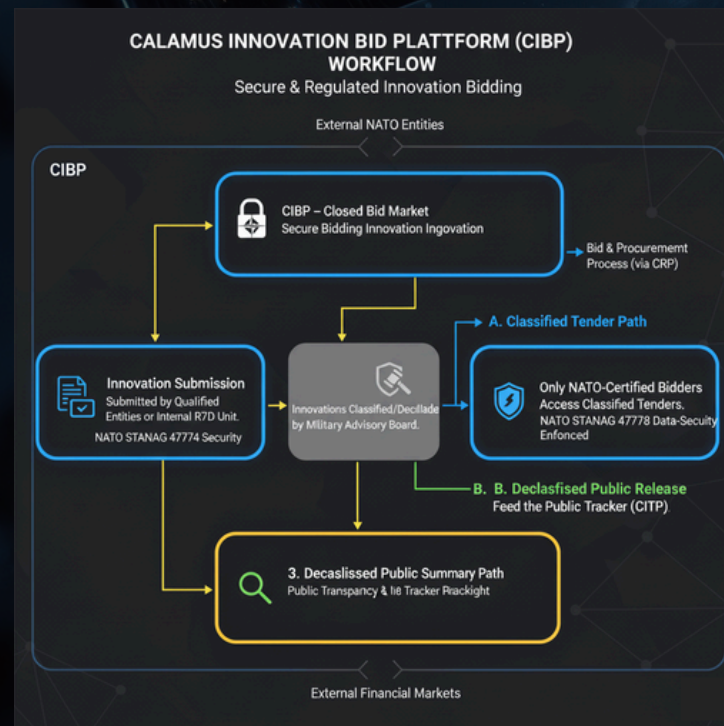 CALAMUS INNOVATION BID PLATTFORM (CIBP)
WORKFLOW
Secure & Regulated Innovation Bidding
External NATO Entities
CIBP
CIBP – Closed Bid Market
Secure Bidding Innovation Ingovation
Bid & Procurememt
Process (via CRP)
A. Classified Tender Path
Innovation Submission
Submitted by Qualified
Entities or Internal R7D Unit.
NATO STANAG 47774 Security
Innovations Classified/Decillade
by Military Advisory Board.
Only NATO-Certified Bidders
Access Classified Tenders.
NATO STANAG 47778 Data-Secuity
Enfonced
B. B. Declasfised Public Release
Feed the Public Tracker (CITP)
3. Decaslissed Public Summary Path
Public Transpancy & Tracker
External Financial Markets